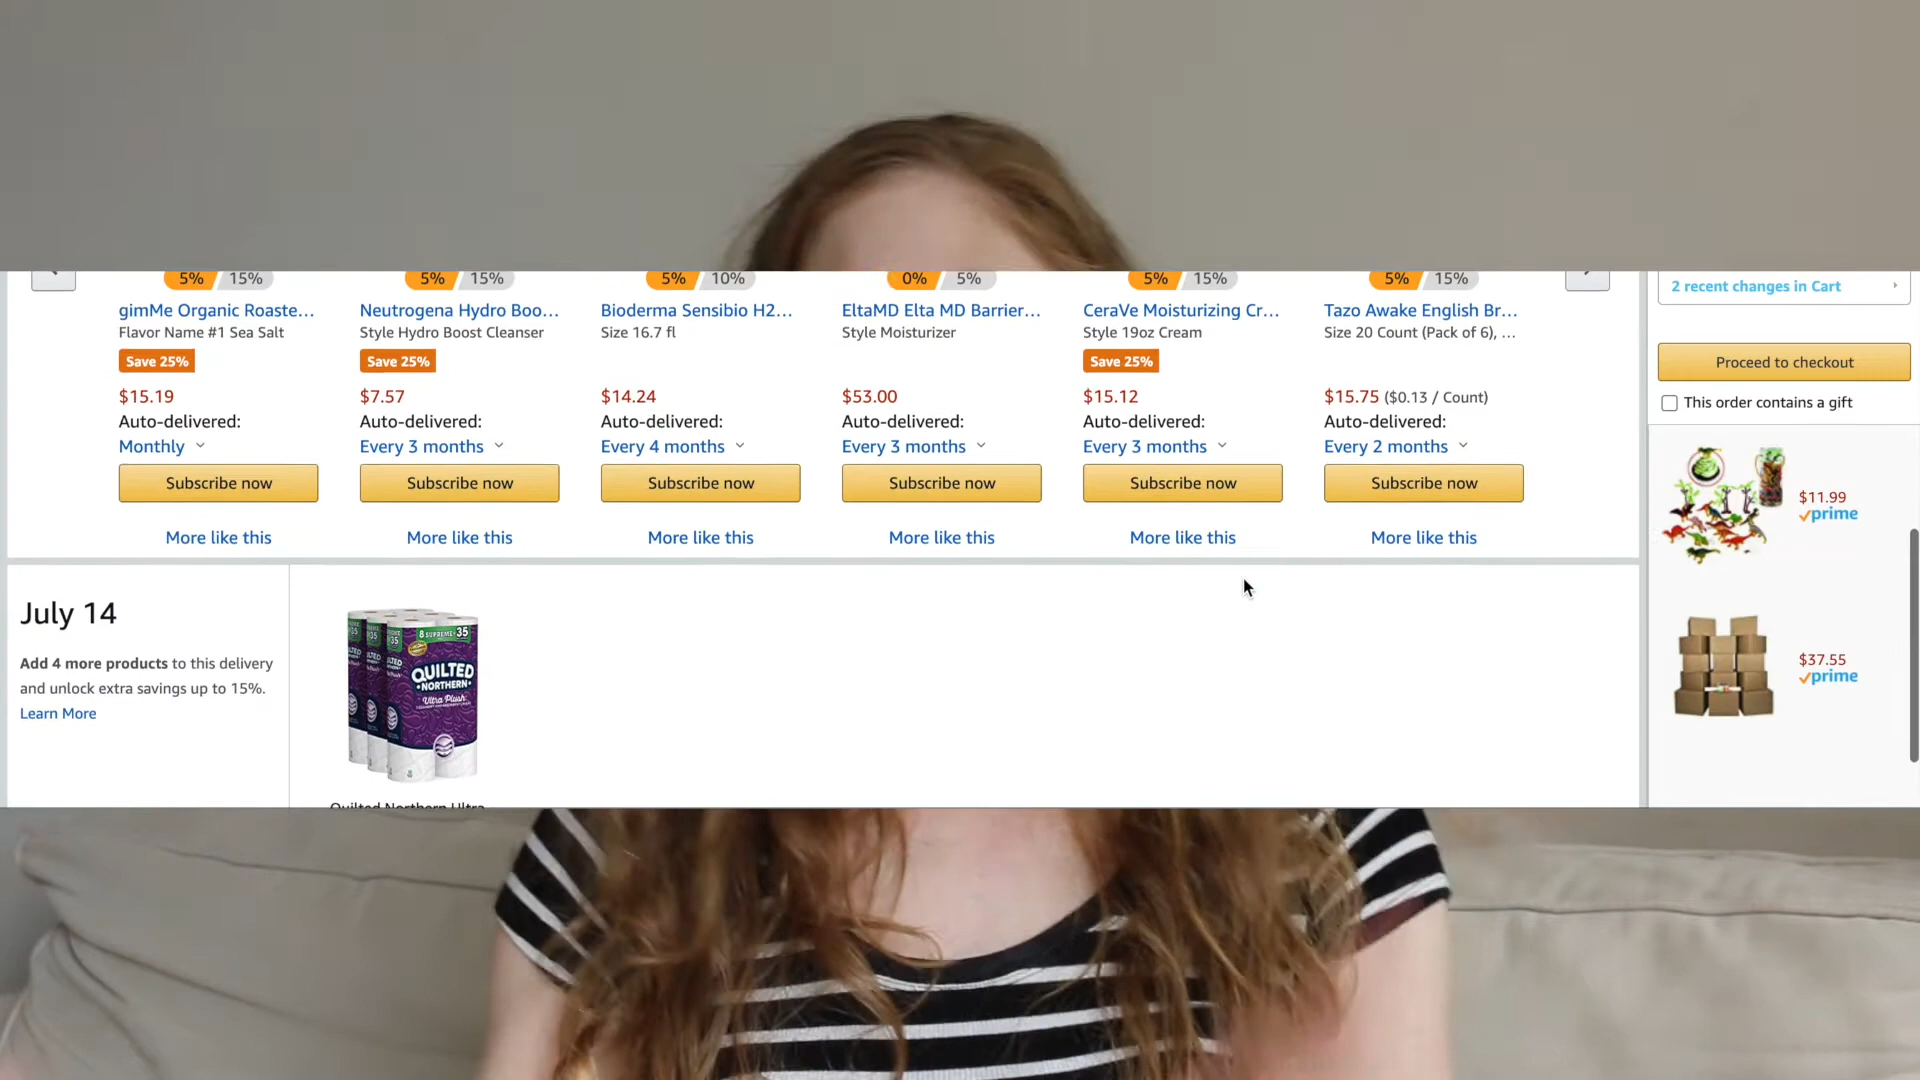 5% 15%
5% 15%
5% 10%
0% 5%
5% 15%
5% 15%
gimMe Organic Roaste...
Flavor Name #1 Sea Salt
Save 25%
$15.19
Auto-delivered:
Monthly
Subscribe now
More like this
Neutrogena Hydro Boo...
Style Hydro Boost Cleanser
Save 25%
$7.57
Auto-delivered:
Every 3 months
Subscribe now
More like this
Bioderma Sensibio H2...
Size 16.7 fl
$14.24
Auto-delivered:
Every 4 months
Subscribe now
More like this
EltaMD Elta MD Barrier...
Style Moisturizer
$53.00
Auto-delivered:
Every 3 months
Subscribe now
More like this
CeraVe Moisturizing Cr...
Style 19oz Cream
Save 25%
$15.12
Auto-delivered:
Every 3 months
Subscribe now
More like this
Tazo Awake English Br...
Size 20 Count (Pack of 6), ...
$15.75 ($0.13 / Count)
Auto-delivered:
Every 2 months
Subscribe now
More like this
2 recent changes in Cart
Proceed to checkout
This order contains a gift
$11.99
prime
$37.55
prime
July 14
Add 4 more products to this delivery
and unlock extra savings up to 15%.
Learn More
8 SUPREME 35
QUILTED
NORTHERN
Ultra Plush
Quilted Northern Ultra